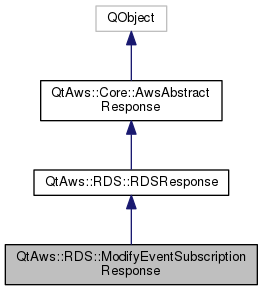 QObject
QtAws::Core::AwsAbstract
Response
QtAws::RDS::RDSResponse
QtAws::RDS::ModifyEventSubscription
Response